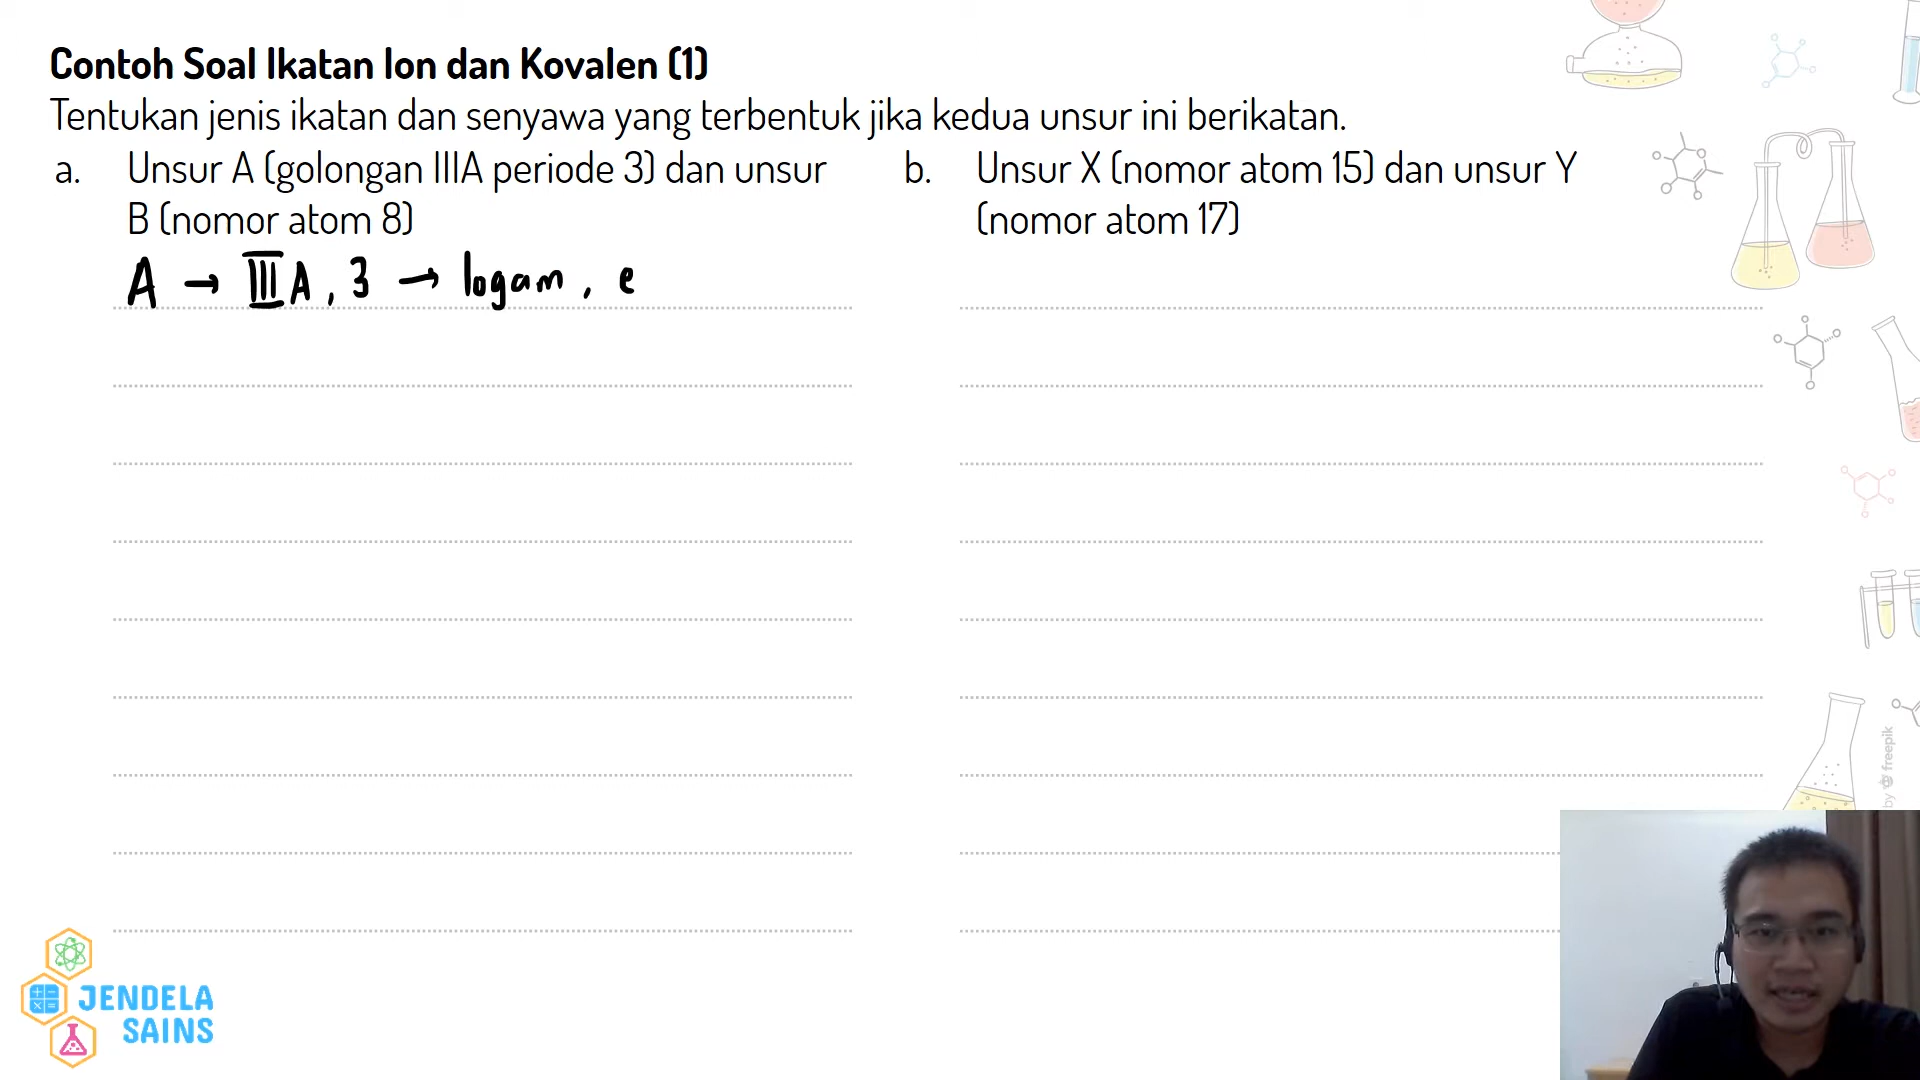 Contoh Soal Ikatan Ion dan Kovalen (1)
Tentukan jenis ikatan dan senyawa yang terbentuk jika kedua unsur ini berikatan.
a. Unsur A (golongan IIIA periode 3) dan unsur
B (nomor atom 8)
A → IIIA, 3 → logam, e
b. Unsur X (nomor atom 15) dan unsur Y
(nomor atom 17)
by freepik
JENDELA
SAINS